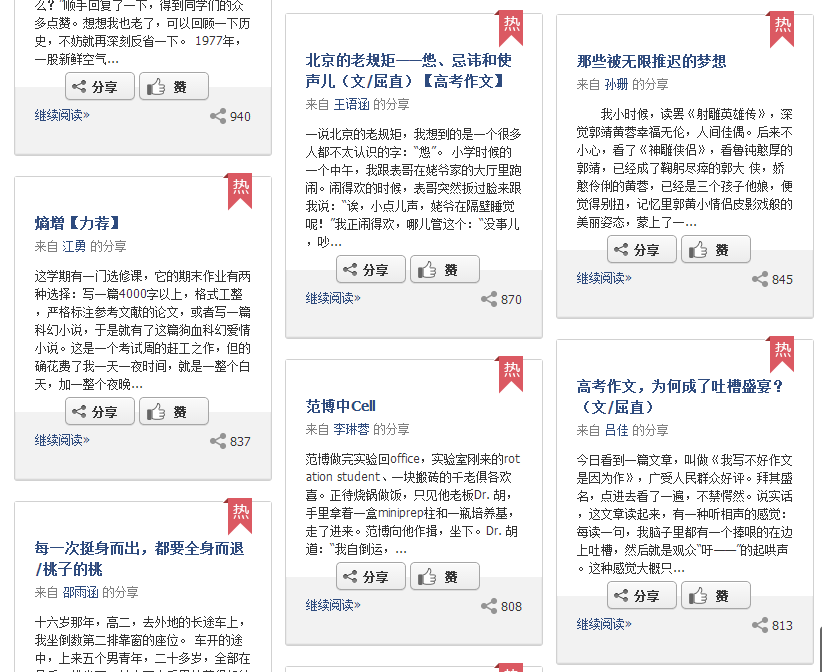 么？”顺手回复了一下，得到同学们的众
多点赞。想想我也老了，可以回顾一下历
史，不妨就再深刻反省一下。 1977年，
一股新鲜空气...
分享
赞
继续阅读»
940
热
熵增【力荐】
来自 江勇 的分享
这学期有一门选修课，它的期末作业有两
种选择：写一篇4000字以上，格式工整
，严格标注参考文献的论文，或者写一篇
科幻小说，于是就有了这篇狗血科幻爱情
小说。这是一个考试周的赶工之作，但的
确花费了我一天一夜时间，就是一整个白
天，加一整个夜晚...
分享
赞
继续阅读»
837
热
每一次挺身而出，都要全身而退
/桃子的桃
来自 邵雨涵 的分享
十六岁那年，高二，去外地的长途车上，
我坐倒数第二排靠窗的座位。 车开的途
中，上来五个男青年，二十多岁，全部在
热
北京的老规矩——您、忌讳和使
声儿（文/屈直）【高考作文】
来自 王语涵 的分享
一说北京的老规矩，我想到的是一个很多
人都不太认识的字：“您”。 小学时候的
一个中午，我跟表哥在姥爷家的大厅里跑
闹。闹得欢的时候，表哥突然扳过脸来跟
我说：“诶，小点儿声，姥爷在隔壁睡觉
呢！”我正闹得欢，哪儿管这个：“没事儿
，吵...
分享
赞
继续阅读»
870
热
范博中Cell
来自 李琳蓉 的分享
范博做完实验回office，实验室刚来的rot
ation student、一块搬砖的千老俱各欢
喜。正待烧锅做饭，只见他老板Dr. 胡，
手里拿着一盒miniprep柱和一瓶培养基，
走了进来。范博向他作揖，坐下。Dr. 胡
道：“我自倒运，...
分享
赞
继续阅读»
808
热
热
那些被无限推迟的梦想
来自 孙珊 的分享
我小时候，读罢《射雕英雄传》，深
觉郭靖黄蓉幸福无伦，人间佳偶。后来不
小心，看了《神雕侠侣》，看鲁钝憨厚的
郭靖，已经成了鞠躬尽瘁的郭大 侠，娇
憨伶俐的黄蓉，已经是三个孩子他娘，便
觉得别扭，记忆里郭黄小情侣皮影戏般的
美丽姿态，蒙上了一...
分享
赞
继续阅读»
845
热
高考作文，为何成了吐槽盛宴？
（文/屈直）
来自 吕佳 的分享
今日看到一篇文章，叫做《我写不好作文
是因为作》，广受人民群众好评。拜其盛
名，点进去看了一遍，不禁愕然。说实话
，这文章读起来，有一种听相声的感觉：
每读一句，我脑子里都有一个捧哏的在边
上吐槽，然后就是观众“吁——”的起哄声
。这种感觉大概只...
分享
赞
继续阅读»
813